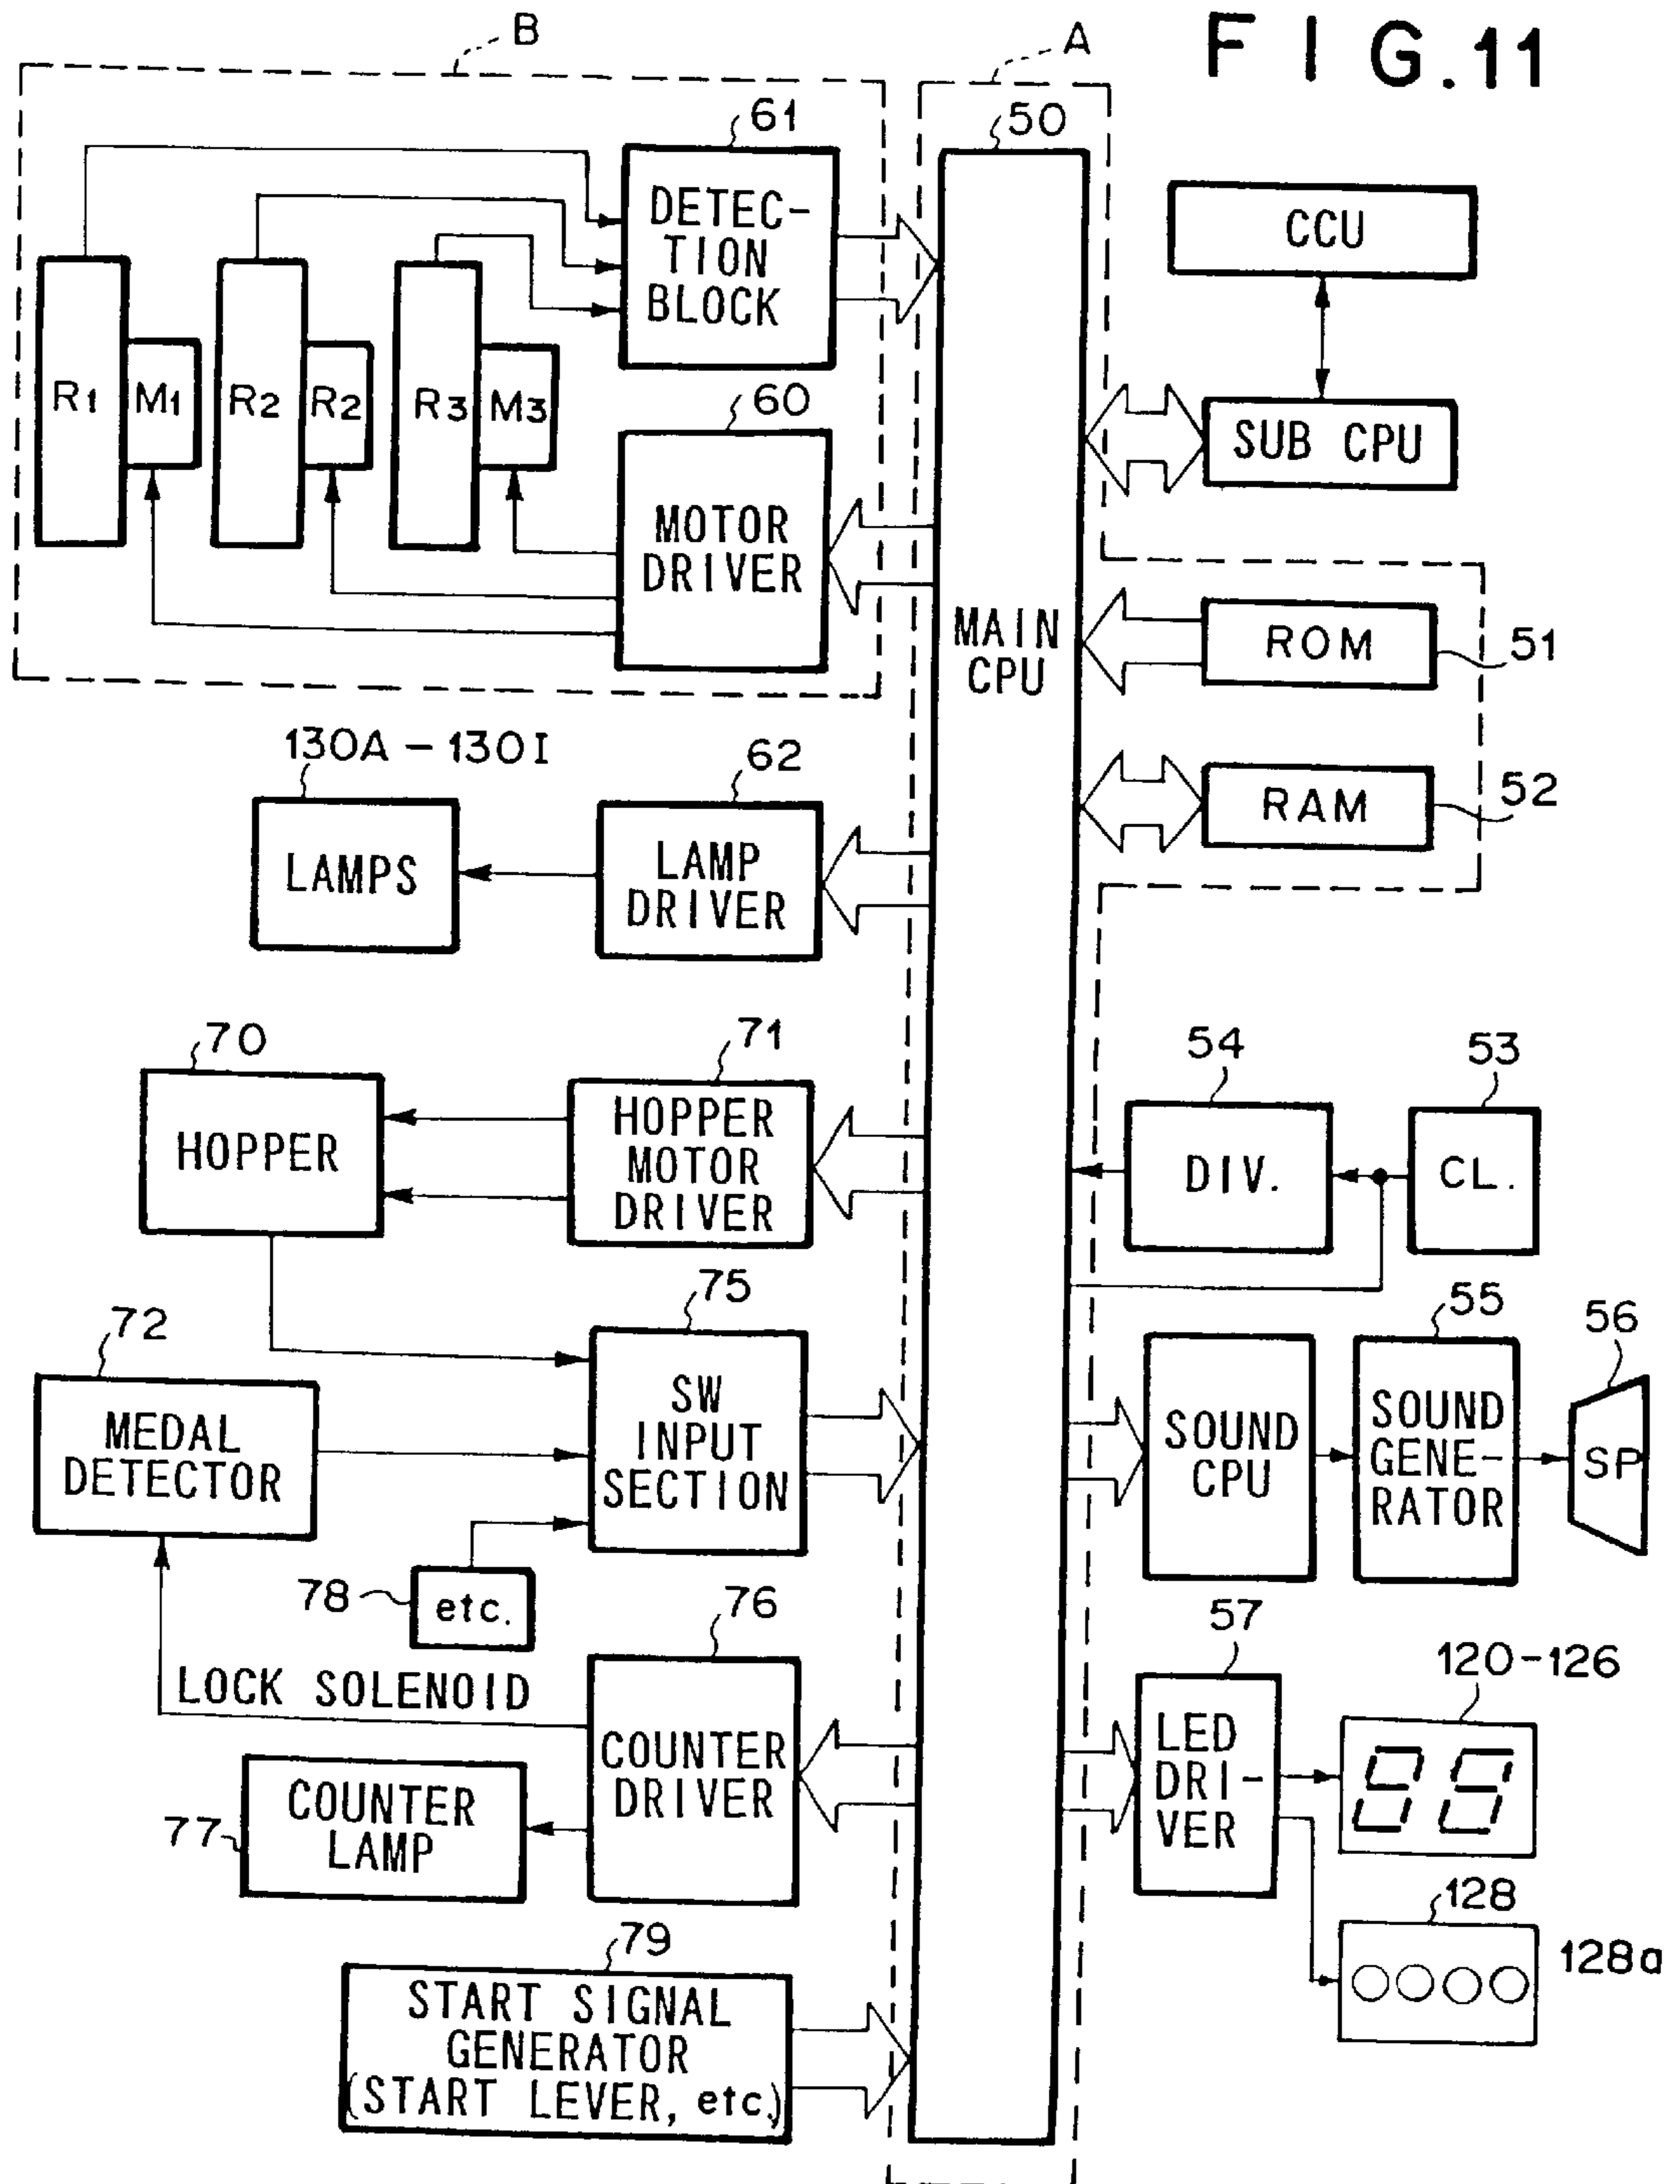 FIG.11
B
A
61
50
DETEC-
TION
BLOCK
CCU
R1
M1
R2
R2
R3
M3
60
SUB CPU
MOTOR
DRIVER
MAIN
CPU
ROM
51
130A - 130I
62
RAM
52
LAMPS
LAMP
DRIVER
70
71
54
53
HOPPER
HOPPER
MOTOR
DRIVER
DIV.
CL.
72
75
55
56
MEDAL
DETECTOR
SW
INPUT
SECTION
SOUND
CPU
SOUND
GENE-
RATOR
SP
78
etc.
76
57
120-126
LOCK SOLENOID
COUNTER
DRIVER
LED
DRI-
VER
88
77
COUNTER
LAMP
128
128a
79
START SIGNAL
GENERATOR
(START LEVER, etc.)